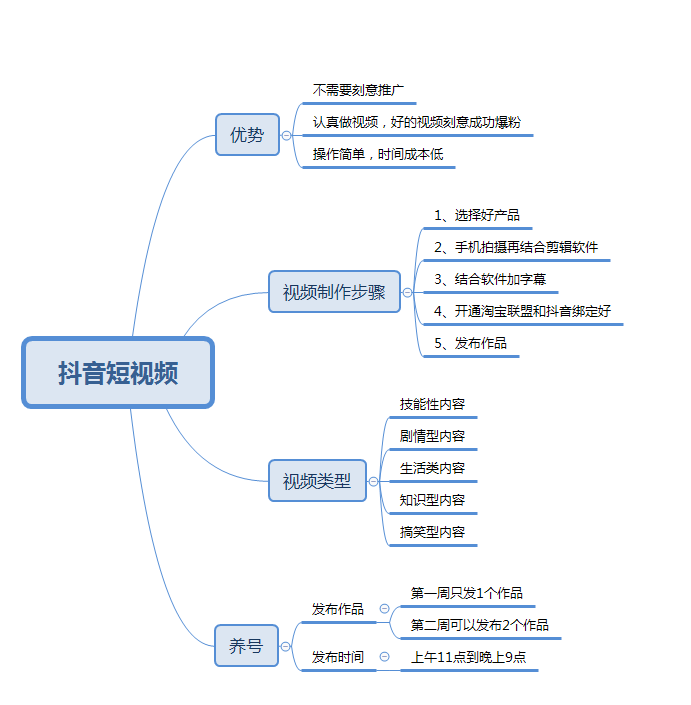 抖音短视频
优势
不需要刻意推广
认真做视频，好的视频刻意成功爆粉
操作简单，时间成本低
视频制作步骤
1、选择好产品
2、手机拍摄再结合剪辑软件
3、结合软件加字幕
4、开通淘宝联盟和抖音绑定好
5、发布作品
视频类型
技能性内容
剧情型内容
生活类内容
知识型内容
搞笑型内容
养号
发布作品
第一周只发1个作品
第二周可以发布2个作品
发布时间
上午11点到晚上9点